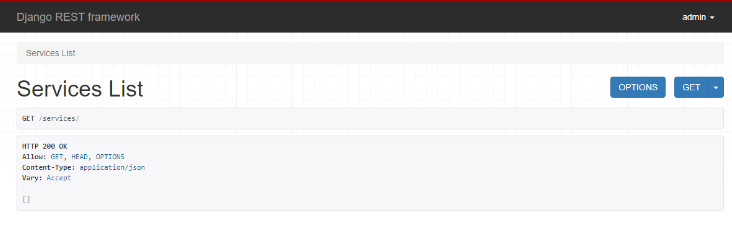 Django REST framework
admin
Services List
Services List
OPTIONS
GET
GET /services/
HTTP 200 OK
Allow: GET, HEAD, OPTIONS
Content-Type: application/json
Vary: Accept
[]